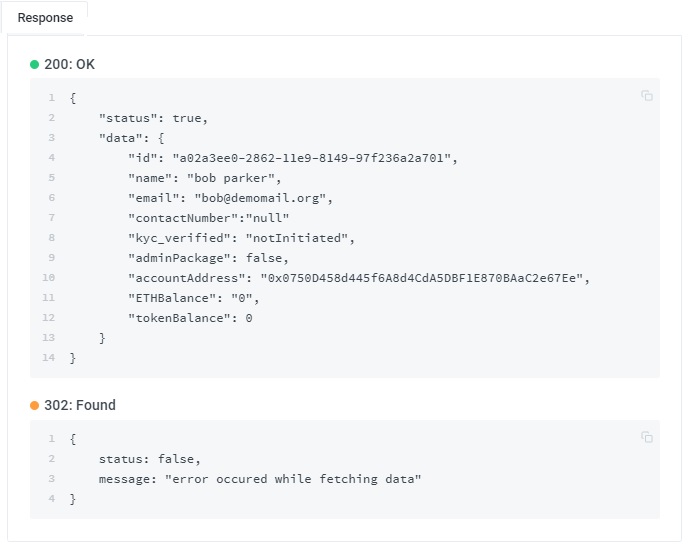 Response
200: OK
1 {
2 "status": true,
3 "data": {
4 "id": "a02a3ee0-2862-11e9-8149-97f236a2a701",
5 "name": "bob parker",
6 "email": "bob@demomail.org",
7 "contactNumber":"null"
8 "kyc_verified": "notInitiated",
9 "adminPackage": false,
10 "accountAddress": "0x0750D458d445f6A8d4CdA5DBF1E870BAaC2e67Ee",
11 "ETHBalance": "0",
12 "tokenBalance": 0
13 }
14 }
302: Found
1 {
2 status: false,
3 message: "error occured while fetching data"
4 }